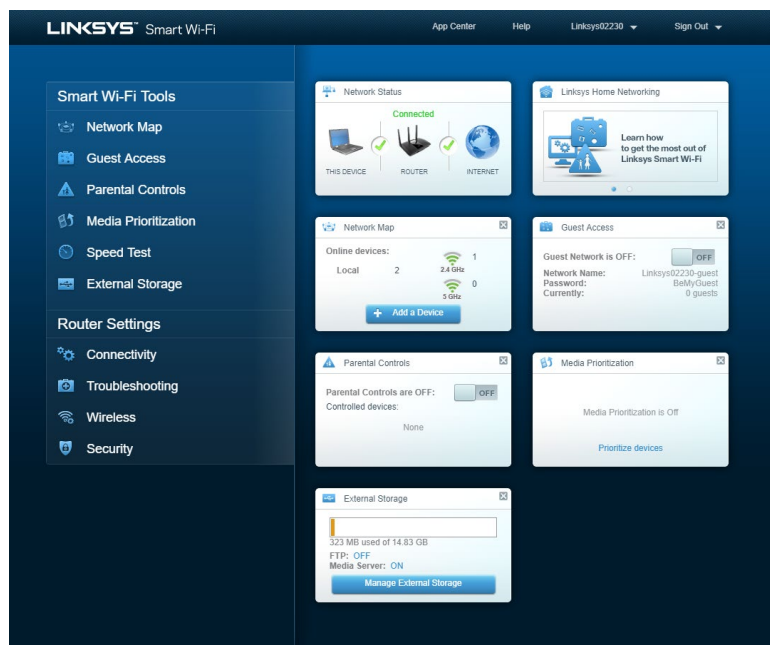 LINKSYS™ Smart Wi-Fi
App Center
Help
Linksys02230
Sign Out
Smart Wi-Fi Tools
Network Map
Guest Access
Parental Controls
Media Prioritization
Speed Test
External Storage
Router Settings
Connectivity
Troubleshooting
Wireless
Security
Network Status
Connected
THIS DEVICE
ROUTER
INTERNET
Linksys Home Networking
Learn how
to get the most out of
Linksys Smart Wi-Fi
Network Map
Online devices:
Local 2
1
2.4 GHz
0
5 GHz
+ Add a Device
Guest Access
Guest Network is OFF: OFF
Network Name: Linksys02230-guest
Password: BeMyGuest
Currently: 0 guests
Parental Controls
Parental Controls are OFF: OFF
Controlled devices:
None
Media Prioritization
Media Prioritization is Off
Prioritize devices
External Storage
323 MB used of 14.83 GB
FTP: OFF
Media Server: ON
Manage External Storage